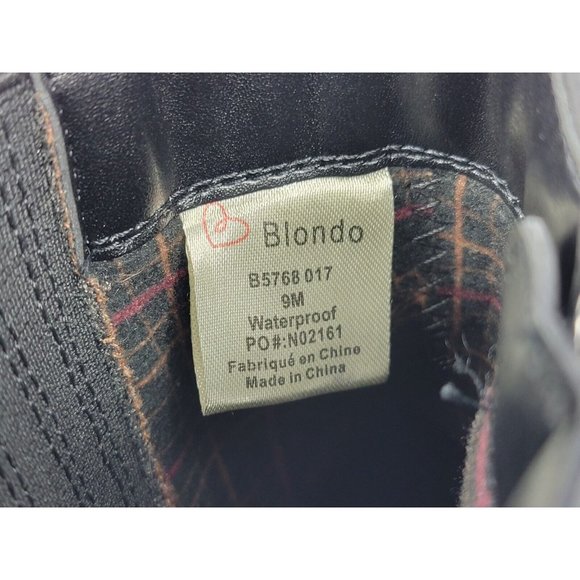 Blondo
B5768 017
9M
Waterproof
PO#:N02161
Fabriqué en Chine
Made in China